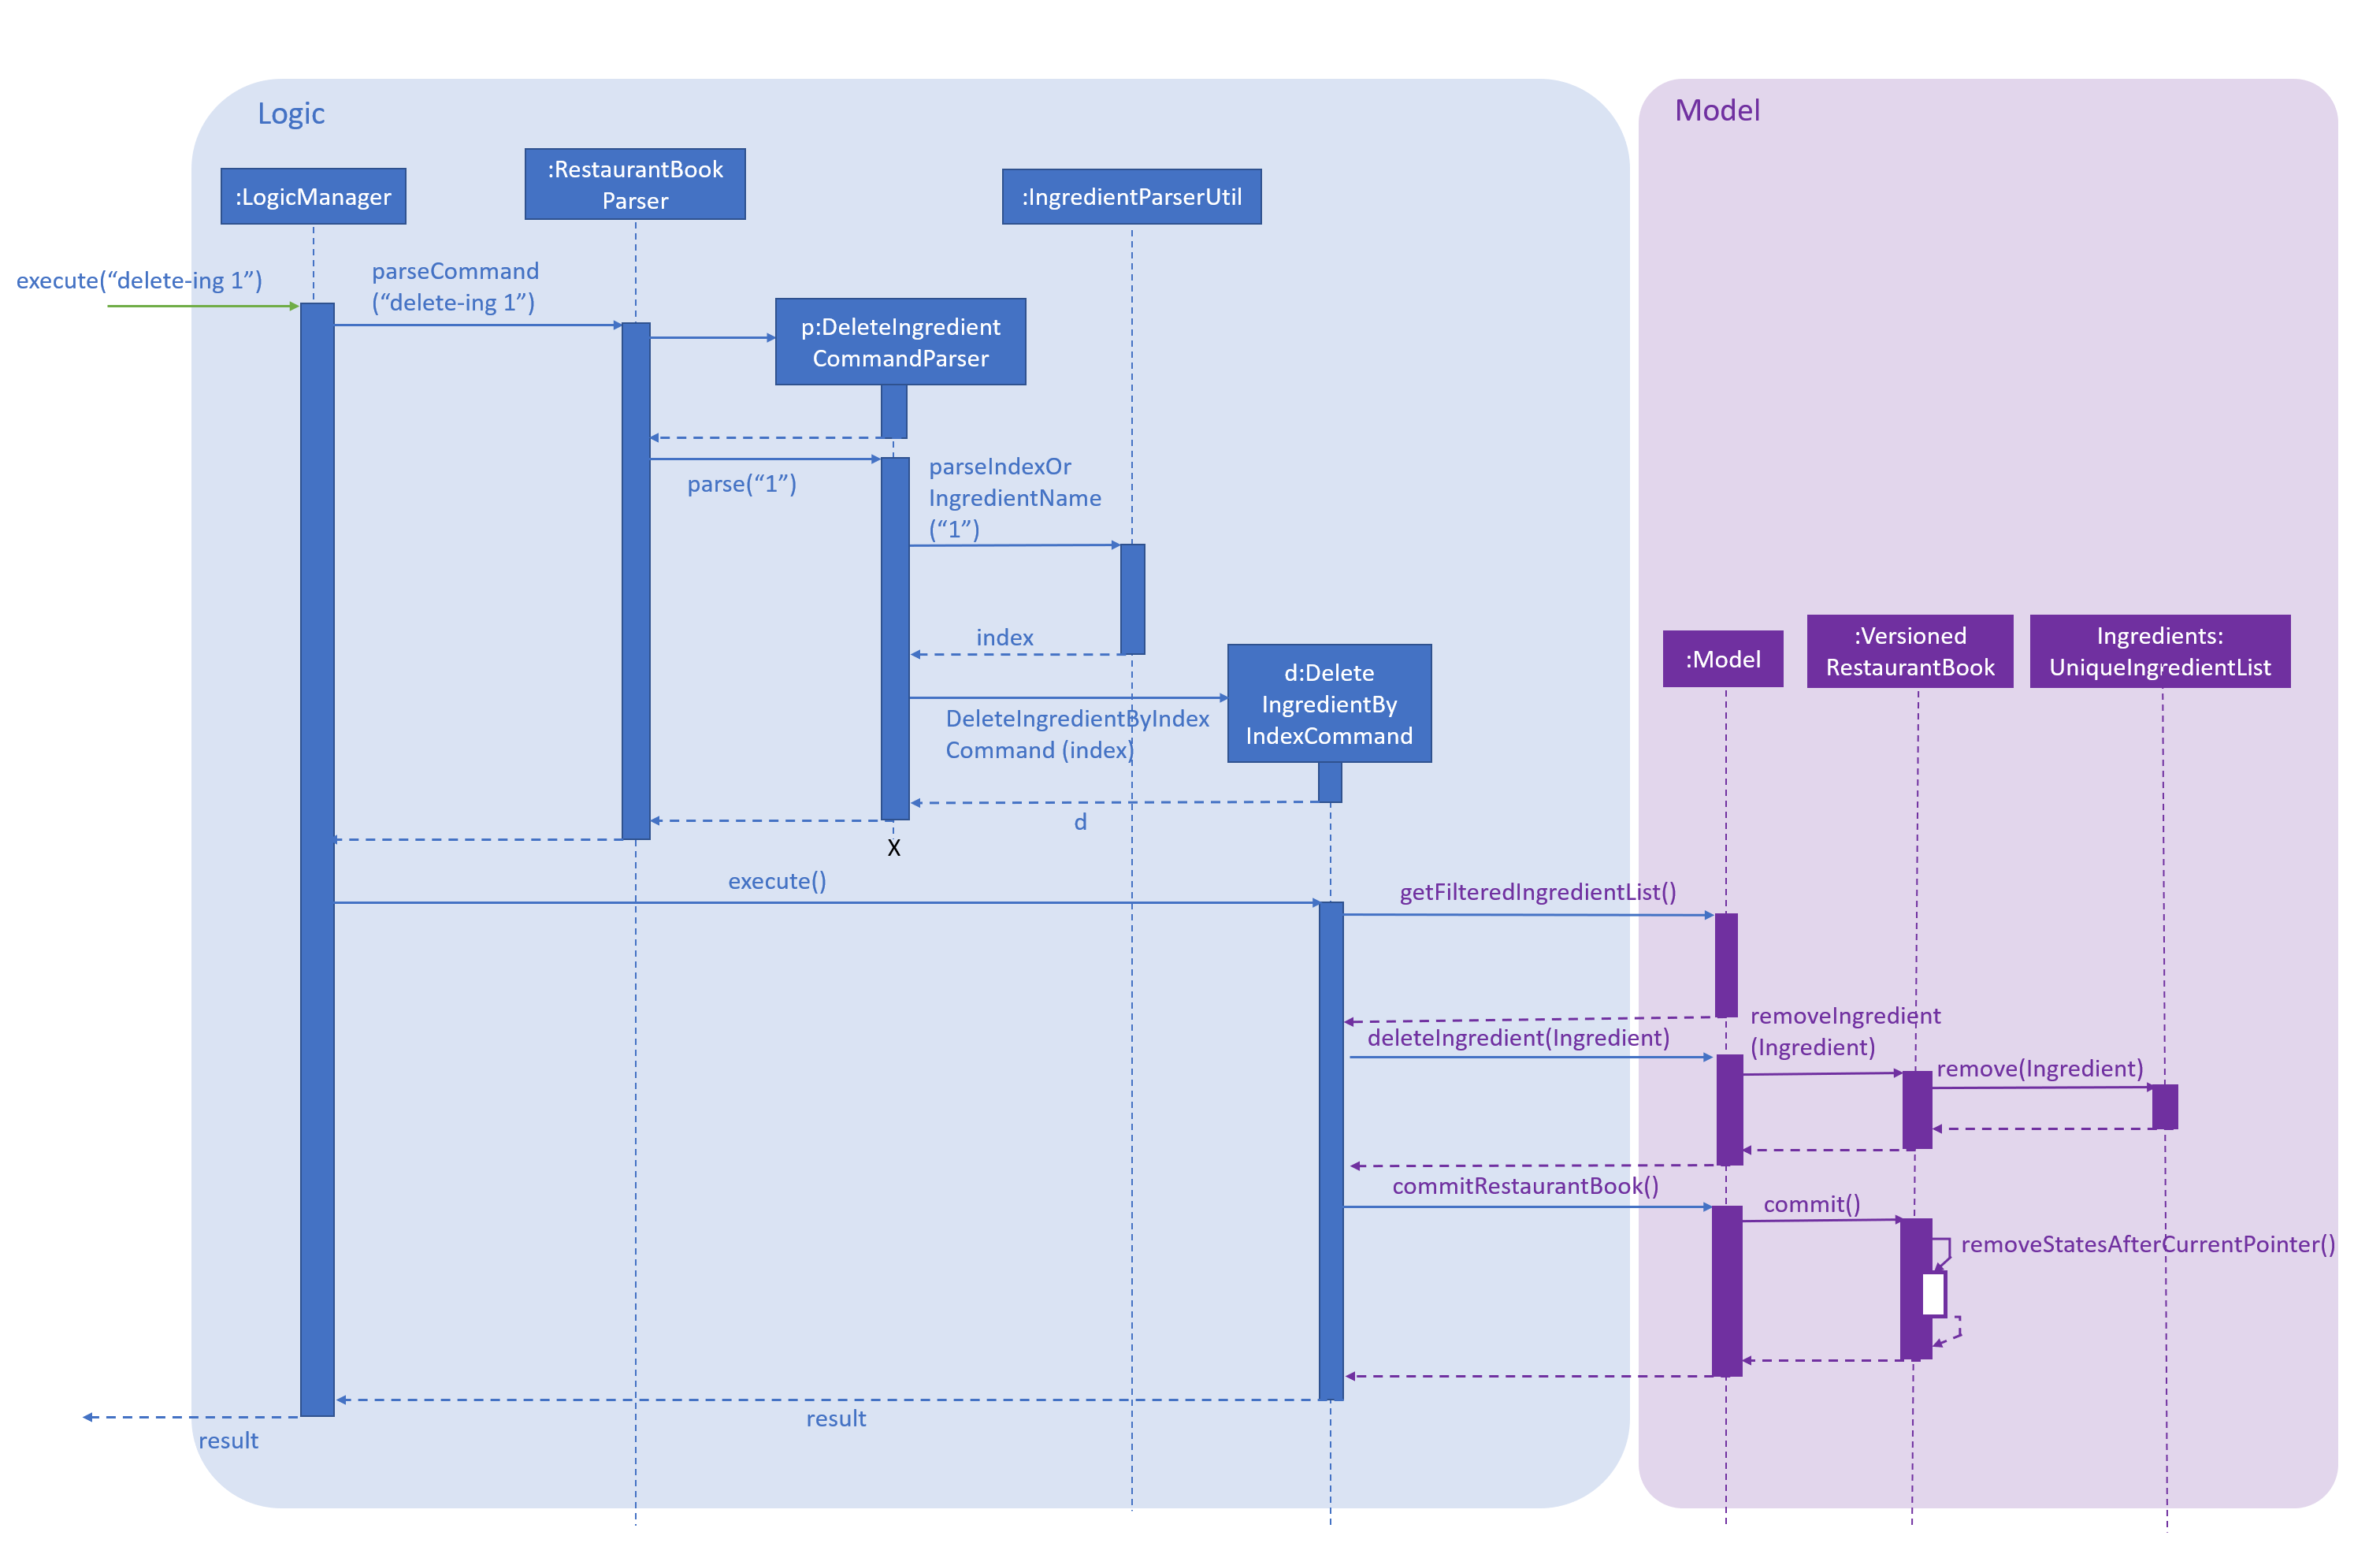 Logic
Model
:LogicManager
:RestaurantBook
Parser
:IngredientParserUtil
execute(“delete-ing 1”)
parseCommand
(“delete-ing 1”)
p:DeleteIngredient
CommandParser
parse(“1”)
parseIndexOr
IngredientName
(“1”)
index
d:Delete
IngredientBy
IndexCommand
:Model
:Versioned
RestaurantBook
Ingredients:
UniqueIngredientList
DeleteIngredientByIndex
Command (index)
d
X
execute()
getFilteredIngredientList()
deleteIngredient(Ingredient)
removeIngredient
(Ingredient)
remove(Ingredient)
commitRestaurantBook()
commit()
removeStatesAfterCurrentPointer()
result
result